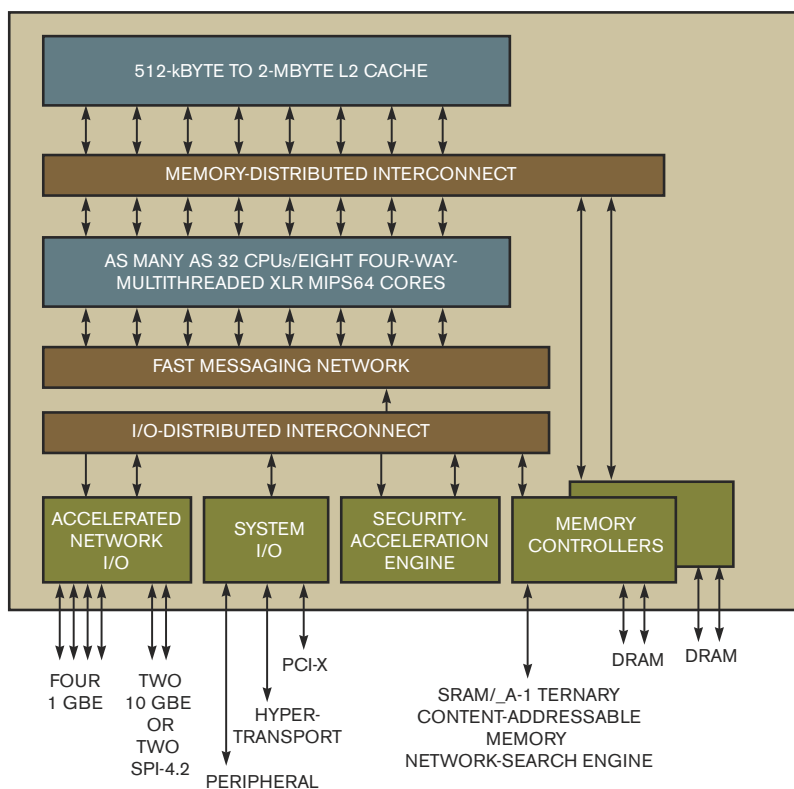 512-kBYTE TO 2-MBYTE L2 CACHE
MEMORY-DISTRIBUTED INTERCONNECT
AS MANY AS 32 CPUs/EIGHT FOUR-WAY-
MULTITHREADED XLR MIPS64 CORES
FAST MESSAGING NETWORK
I/O-DISTRIBUTED INTERCONNECT
ACCELERATED
NETWORK
I/O
SYSTEM
I/O
SECURITY-
ACCELERATION
ENGINE
MEMORY
CONTROLLERS
FOUR
1 GBE
TWO
10 GBE
OR
TWO
SPI-4.2
PCI-X
HYPER-
TRANSPORT
PERIPHERAL
DRAM
DRAM
SRAM/_A-1 TERNARY
CONTENT-ADDRESSABLE
MEMORY
NETWORK-SEARCH ENGINE